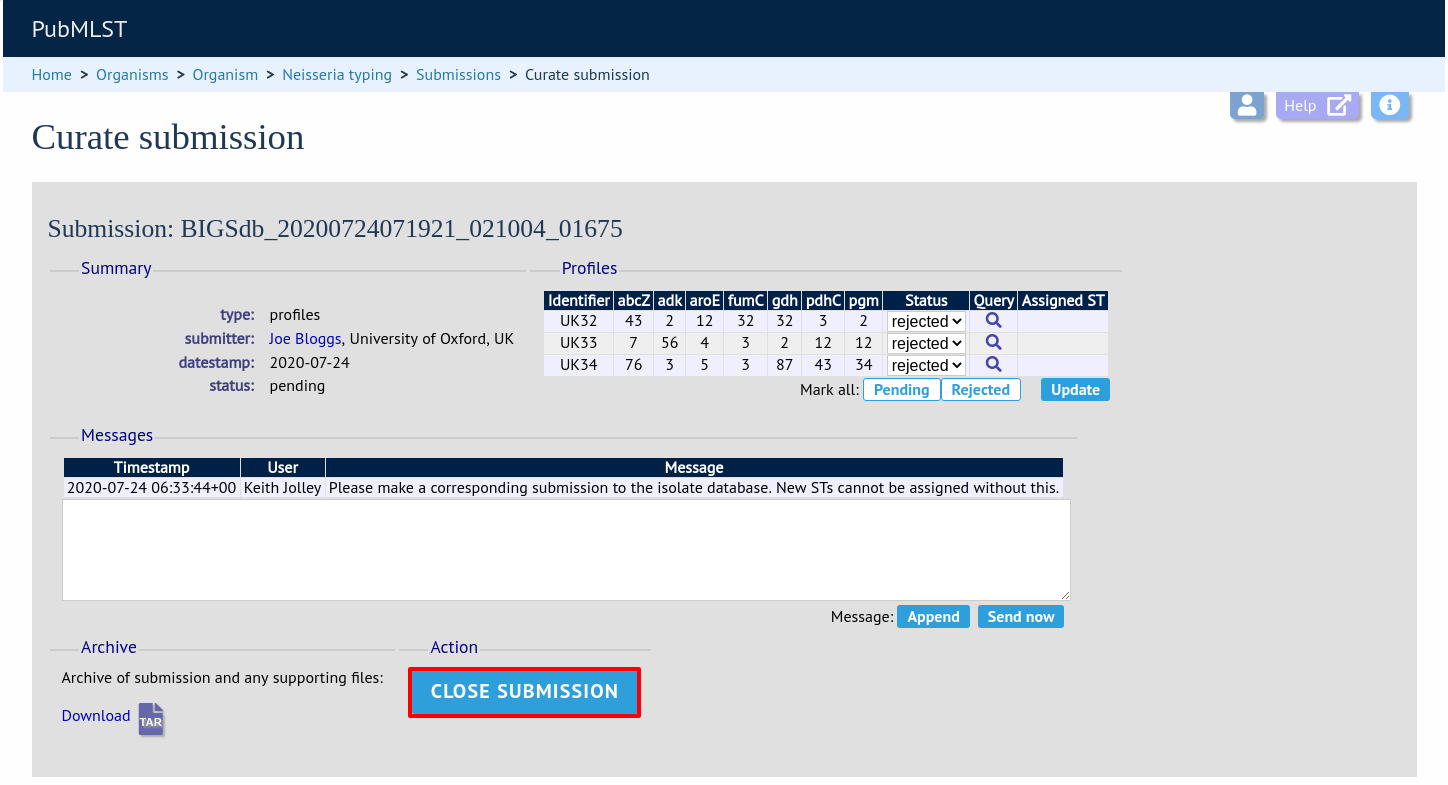 PubMLST
Home > Organisms > Organism > Neisseria typing > Submissions > Curate submission
Help
Curate submission
Submission: BIGSdb_20200724071921_021004_01675
Summary
type: profiles
submitter: Joe Bloggs, University of Oxford, UK
datestamp: 2020-07-24
status: pending
Profiles
Identifier abcZ adk aroE fumC gdh pdhC pgm Status Query Assigned ST
UK32 43 2 12 32 32 3 2 rejected
UK33 7 56 4 3 2 12 12 rejected
UK34 76 3 5 3 87 43 34 rejected
Mark all: Pending Rejected Update
Messages
Timestamp User Message
2020-07-24 06:33:44+00 Keith Jolley Please make a corresponding submission to the isolate database. New STs cannot be assigned without this.
Message: Append Send now
Archive
Archive of submission and any supporting files:
Download TAR
Action
CLOSE SUBMISSION